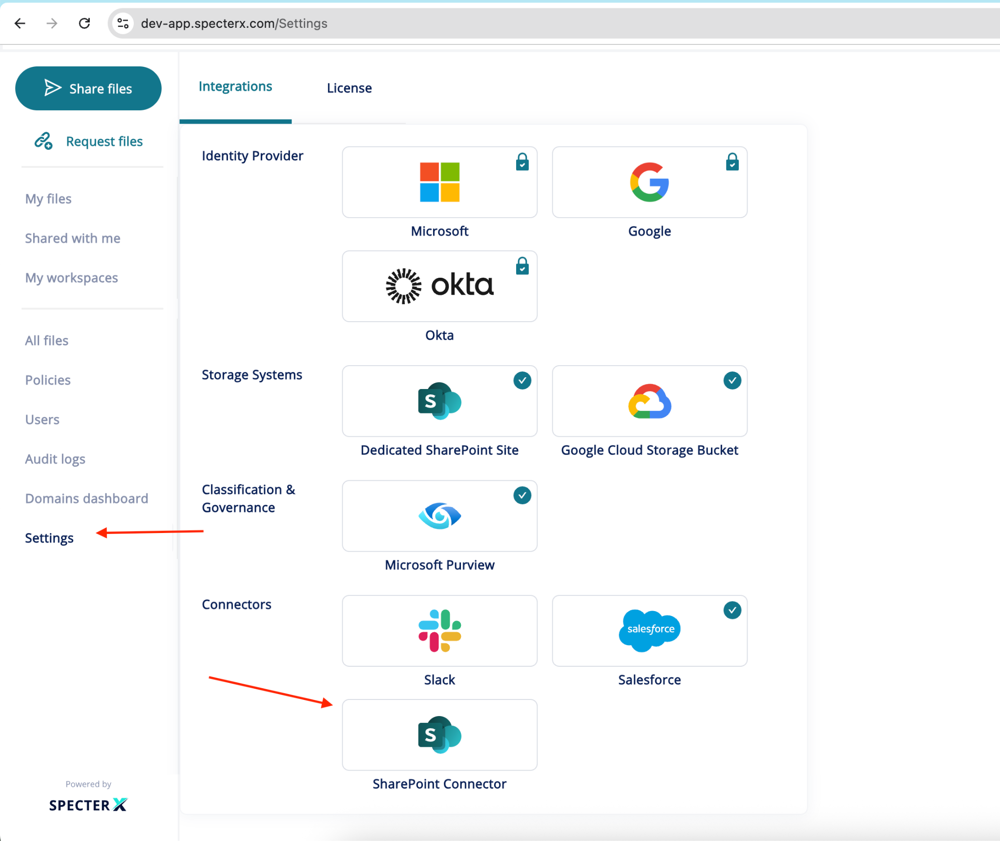 dev-app.specterx.com/Settings
Share files
Request files
My files
Shared with me
My workspaces
All files
Policies
Users
Audit logs
Domains dashboard
Settings
Powered by
SPECTERX
Integrations
License
Identity Provider
Microsoft
Google
okta
Okta
Storage Systems
S
Dedicated SharePoint Site
Google Cloud Storage Bucket
Classification &
Governance
Microsoft Purview
Connectors
Slack
salesforce
Salesforce
S
SharePoint Connector